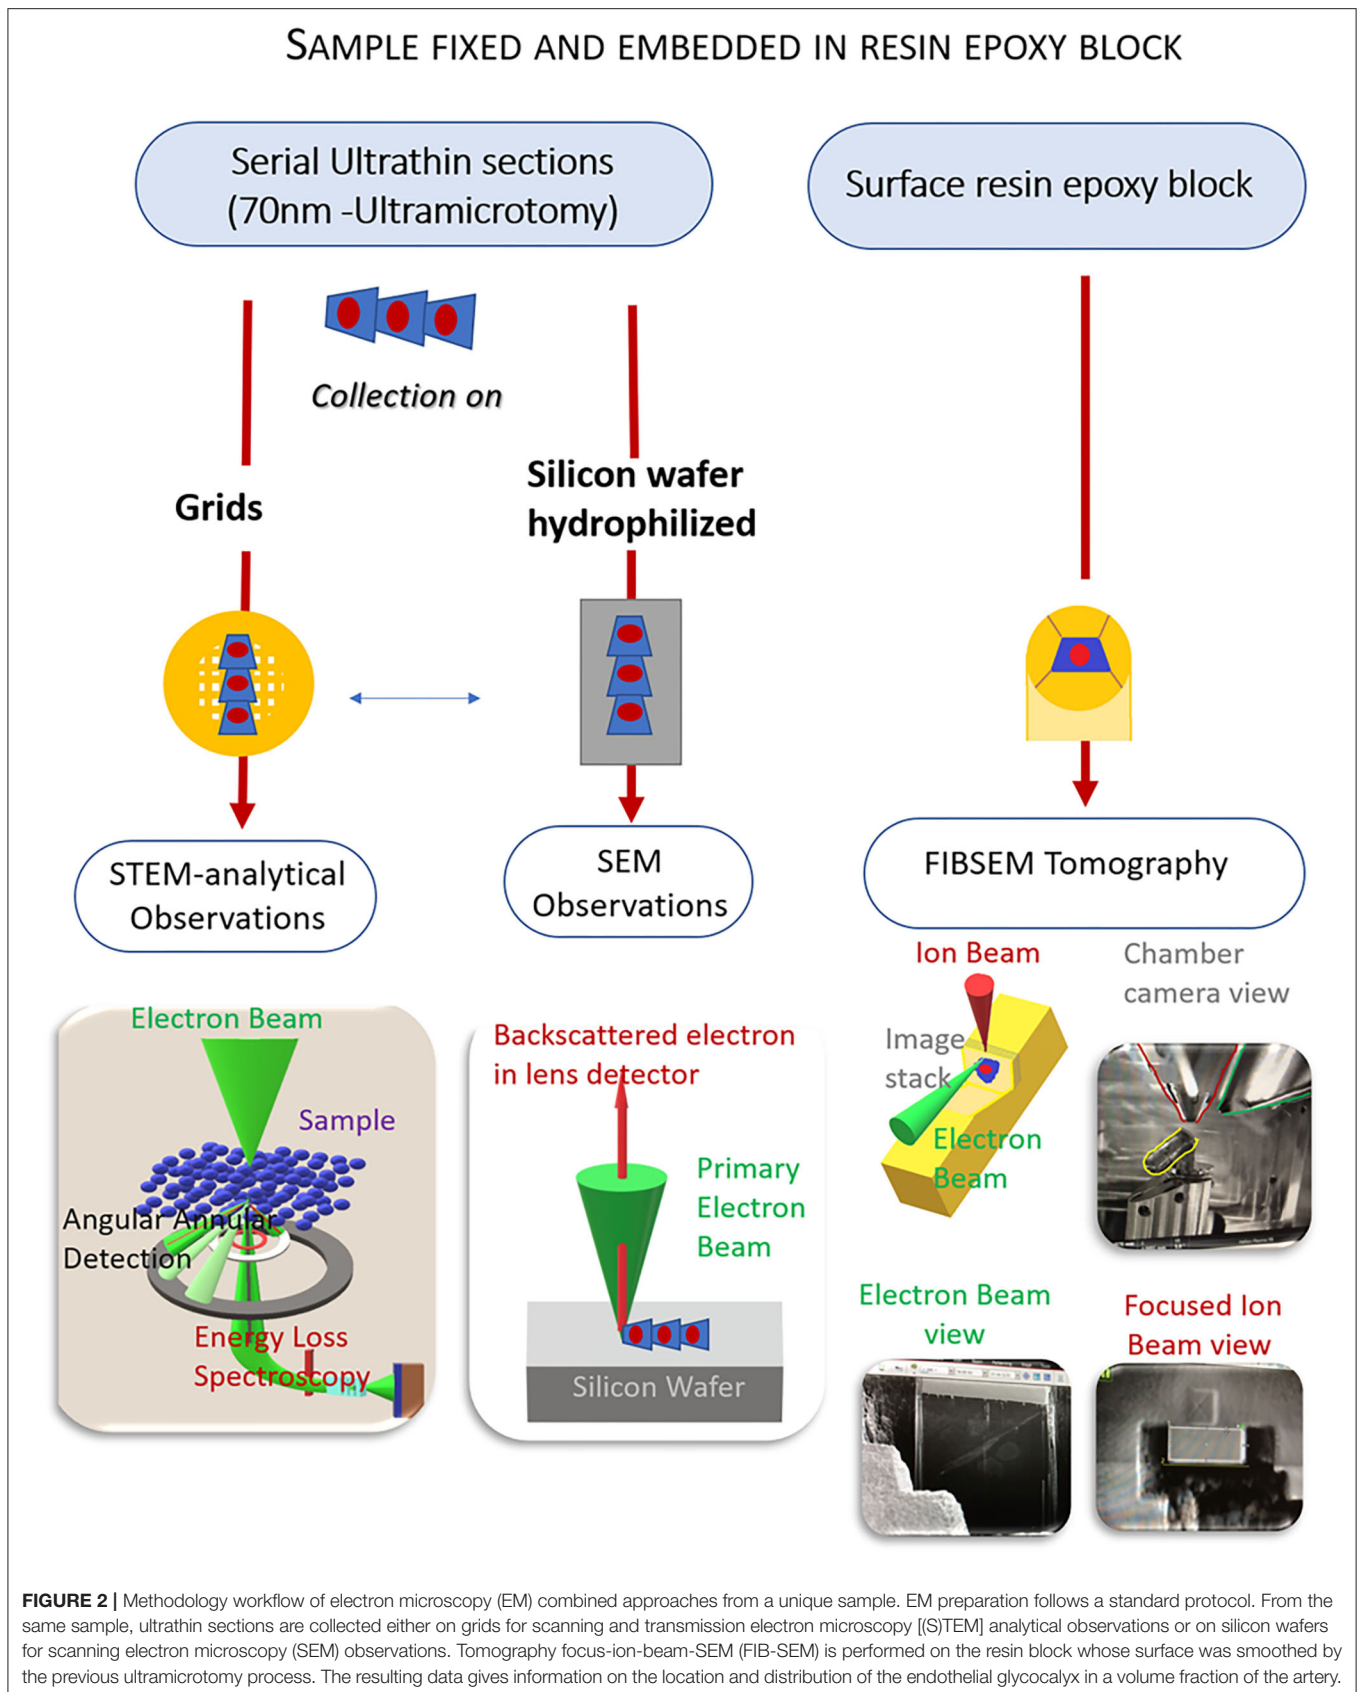 SAMPLE FIXED AND EMBEDDED IN RESIN EPOXY BLOCK
Serial Ultrathin sections
(70nm -Ultramicrotomy)
Surface resin epoxy block
Collection on
Grids
Silicon wafer
hydrophilized
STEM-analytical
Observations
SEM
Observations
FIBSEM Tomography
Electron Beam
Sample
Angular Annular
Detection
Energy Loss
Spectroscopy
Backscattered electron
in lens detector
Primary
Electron
Beam
Silicon Wafer
Ion Beam
Image
stack
Electron
Beam
Chamber
camera view
Electron Beam
view
Focused Ion
Beam view
FIGURE 2 | Methodology workflow of electron microscopy (EM) combined approaches from a unique sample. EM preparation follows a standard protocol. From the
same sample, ultrathin sections are collected either on grids for scanning and transmission electron microscopy [(S)TEM] analytical observations or on silicon wafers
for scanning electron microscopy (SEM) observations. Tomography focus-ion-beam-SEM (FIB-SEM) is performed on the resin block whose surface was smoothed by
the previous ultramicrotomy process. The resulting data gives information on the location and distribution of the endothelial glycocalyx in a volume fraction of the artery.